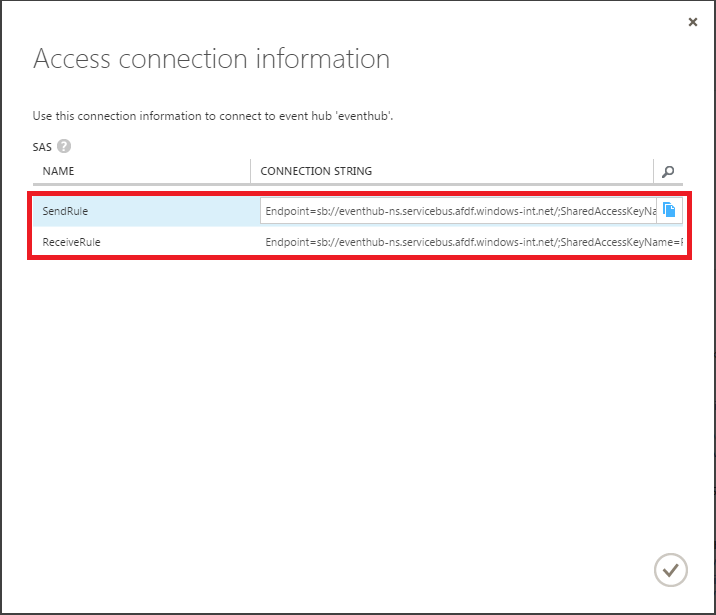 Access connection information
Use this connection information to connect to event hub 'eventhub'.
SAS ?
NAME CONNECTION STRING
SendRule Endpoint=sb://eventhub-ns.servicebus.afdf.windows-int.net/;SharedAccessKeyNa
ReceiveRule Endpoint=sb://eventhub-ns.servicebus.afdf.windows-int.net/;SharedAccessKeyName=